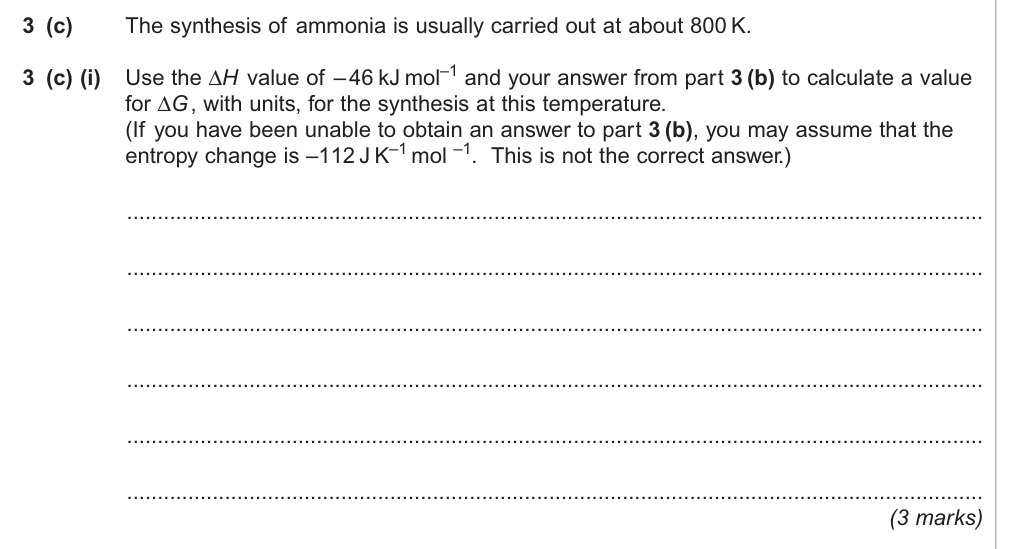 3 (c) The synthesis of ammonia is usually carried out at about 800 K.
3 (c) (i) Use the ΔH value of –46 kJ mol⁻¹ and your answer from part 3 (b) to calculate a value
for ΔG, with units, for the synthesis at this temperature.
(If you have been unable to obtain an answer to part 3 (b), you may assume that the
entropy change is –112 J K⁻¹ mol ⁻¹. This is not the correct answer.)
(3 marks)